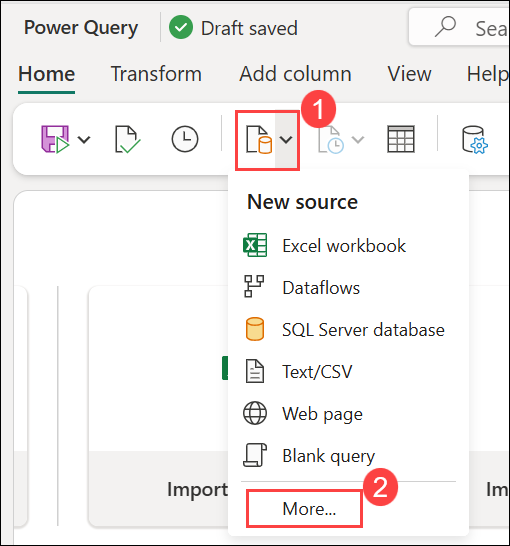 Power Query Draft saved Sea
Home Transform Add column View Help
1
New source
Excel workbook
Dataflows
SQL Server database
Text/CSV
Web page
Blank query
2
Import Im
More...